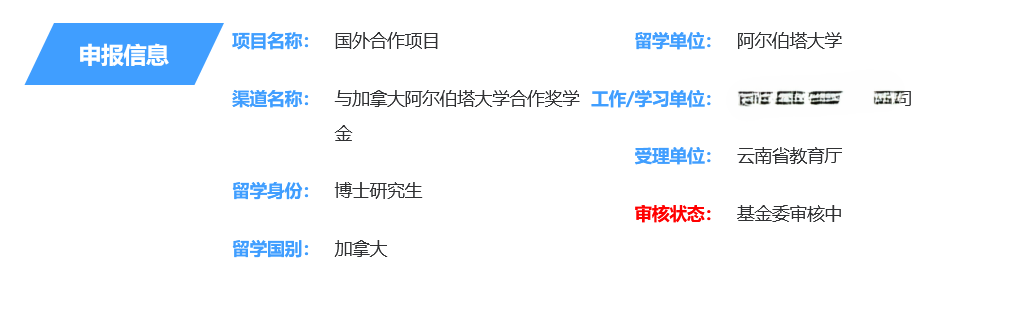 申报信息
项目名称： 国外合作项目
留学单位： 阿尔伯塔大学
渠道名称： 与加拿大阿尔伯塔大学合作奖学
金
工作/学习单位： 司
受理单位： 云南省教育厅
留学身份： 博士研究生
审核状态： 基金委审核中
留学国别： 加拿大